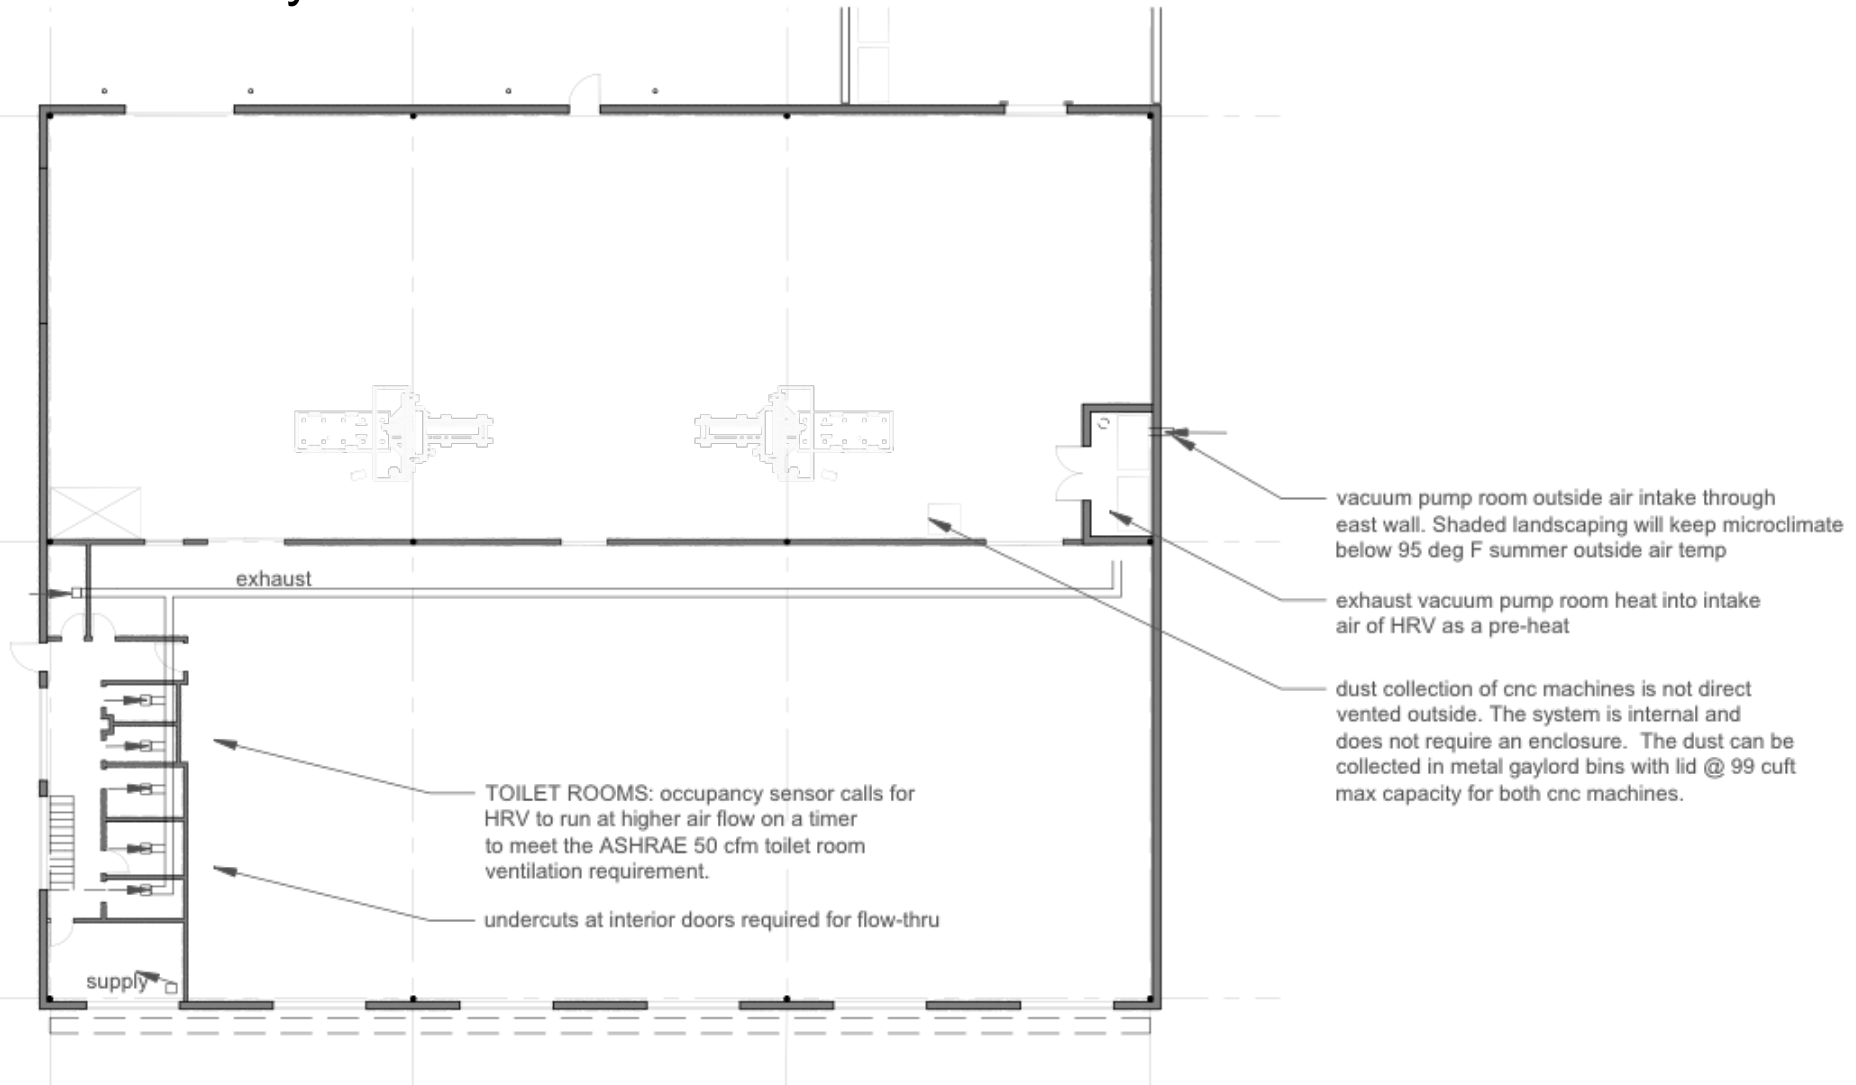 exhaust
vacuum pump room outside air intake through
east wall. Shaded landscaping will keep microclimate
below 95 deg F summer outside air temp
exhaust vacuum pump room heat into intake
air of HRV as a pre-heat
dust collection of cnc machines is not direct
vented outside. The system is internal and
does not require an enclosure.  The dust can be
collected in metal gaylord bins with lid @ 99 cuft
max capacity for both cnc machines.
TOILET ROOMS: occupancy sensor calls for
HRV to run at higher air flow on a timer
to meet the ASHRAE 50 cfm toilet room
ventilation requirement.
undercuts at interior doors required for flow-thru
supply